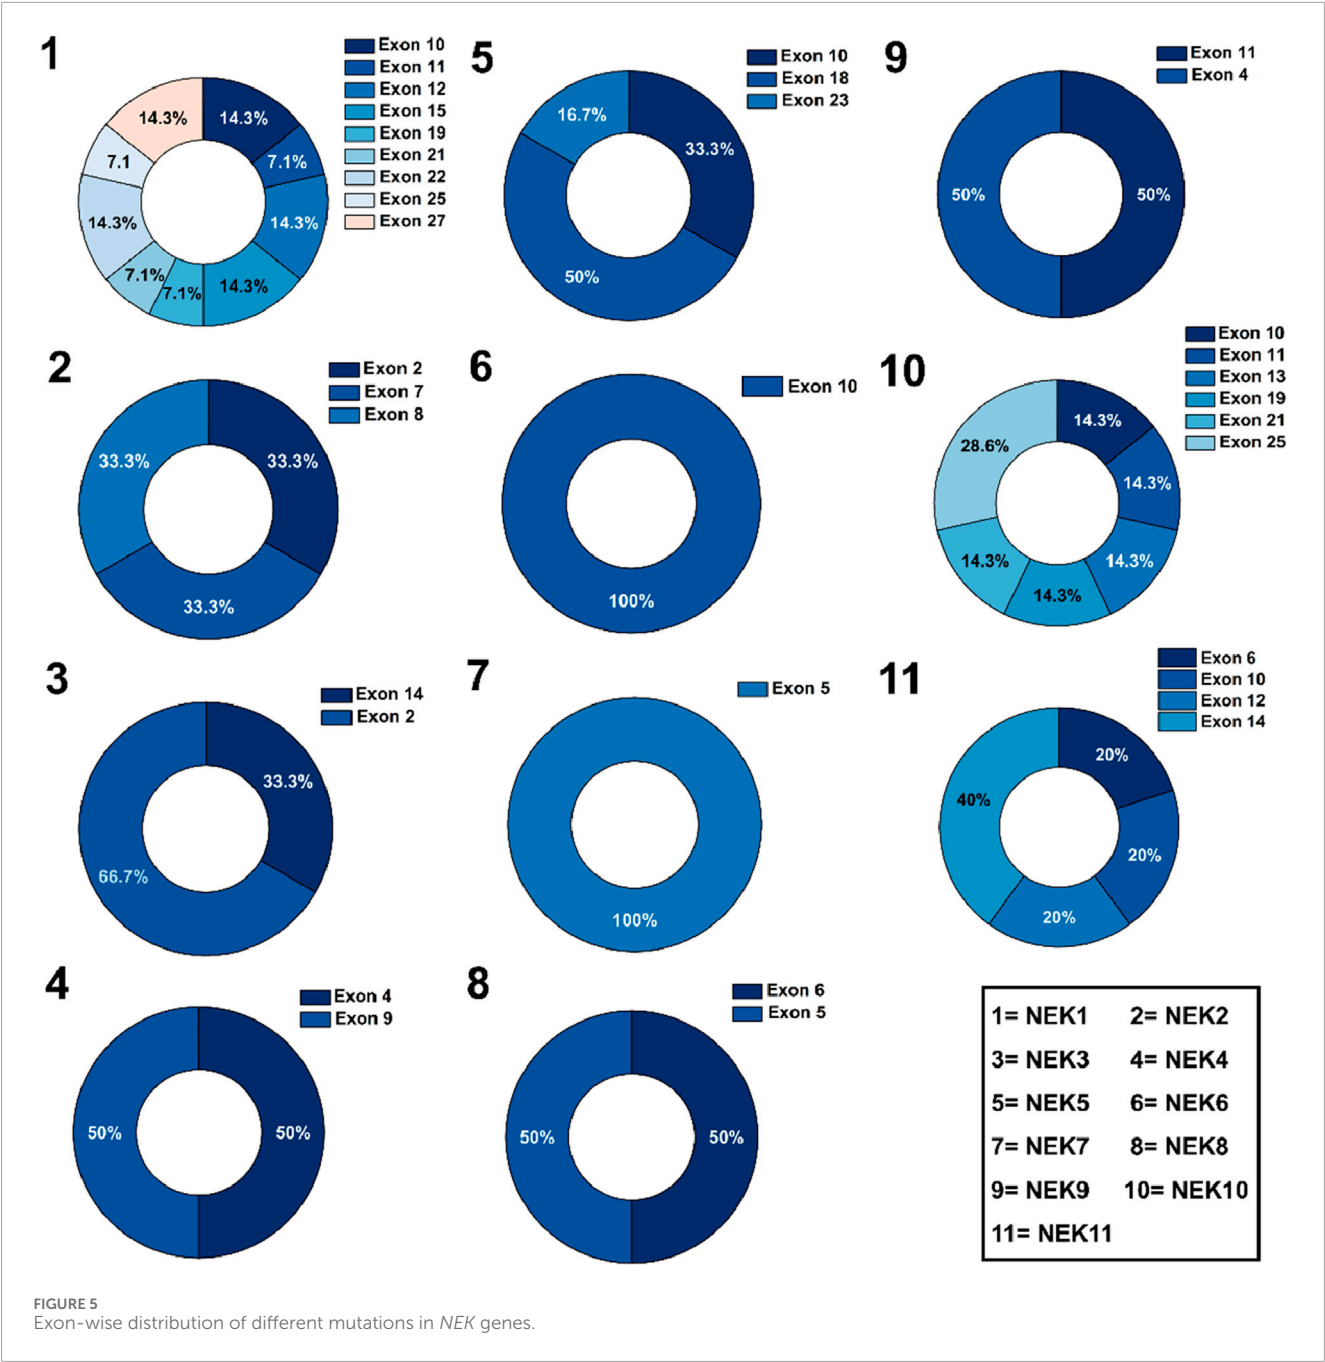 1
Exon 10
Exon 11
Exon 12
Exon 15
Exon 19
Exon 21
Exon 22
Exon 25
Exon 27
14.3%
7.1%
14.3%
14.3%
7.1%
7.1%
14.3%
7.1
14.3%
2
Exon 2
Exon 7
Exon 8
33.3%
33.3%
33.3%
3
Exon 14
Exon 2
33.3%
66.7%
4
Exon 4
Exon 9
50%
50%
5
Exon 10
Exon 18
Exon 23
33.3%
50%
16.7%
6
Exon 10
100%
7
Exon 5
100%
8
Exon 6
Exon 5
50%
50%
9
Exon 11
Exon 4
50%
50%
10
Exon 10
Exon 11
Exon 13
Exon 19
Exon 21
Exon 25
14.3%
14.3%
14.3%
14.3%
14.3%
28.6%
11
Exon 6
Exon 10
Exon 12
Exon 14
20%
20%
20%
40%
1= NEK1 2= NEK2
3= NEK3 4= NEK4
5= NEK5 6= NEK6
7= NEK7 8= NEK8
9= NEK9 10= NEK10
11= NEK11
FIGURE 5
Exon-wise distribution of different mutations in NEK genes.